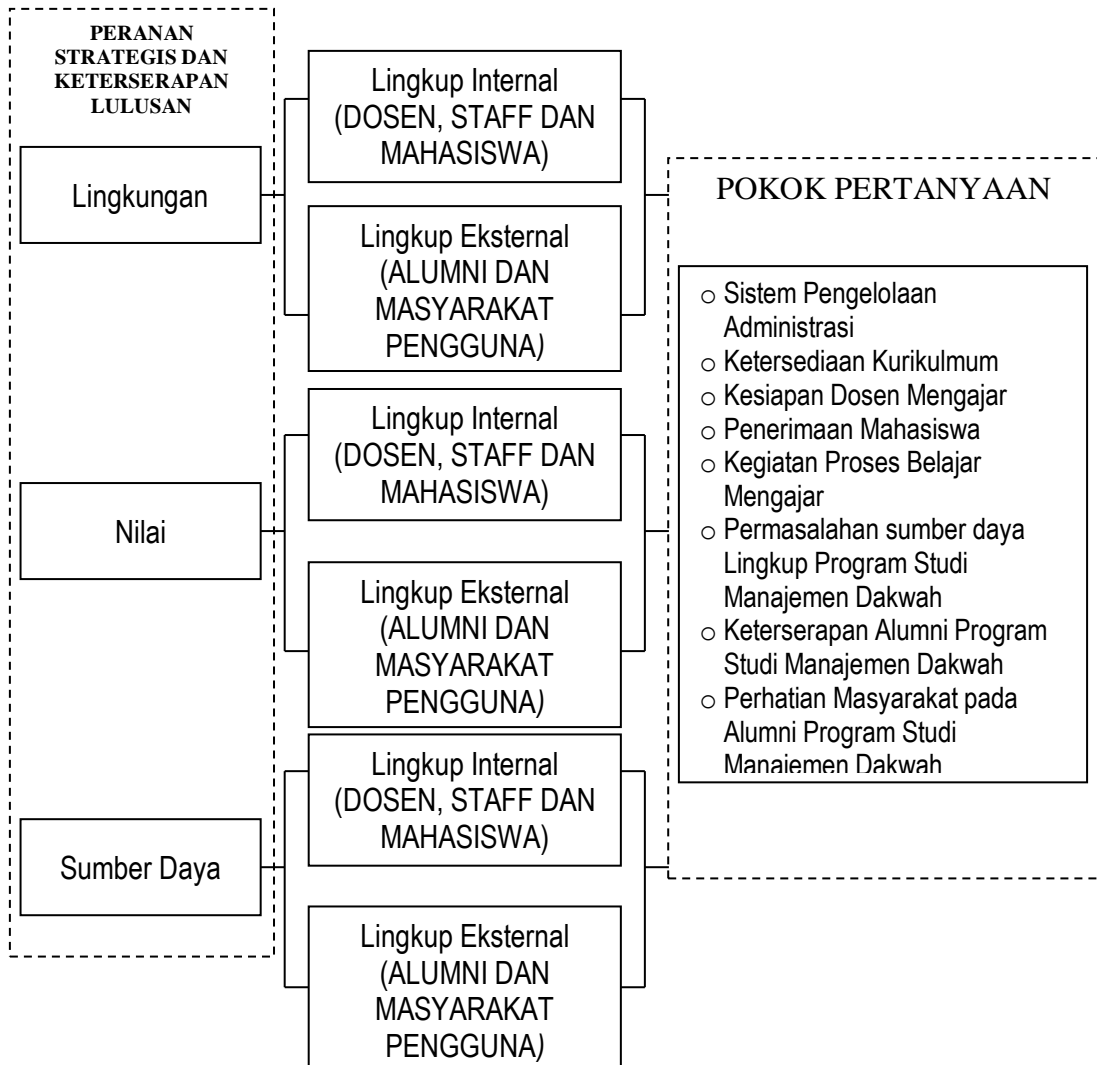 PERANAN
STRATEGIS DAN
KETERSERAPAN
LULUSAN
Lingkungan
Nilai
Sumber Daya
Lingkup Internal
(DOSEN, STAFF DAN
MAHASISWA)
Lingkup Eksternal
(ALUMNI DAN
MASYARAKAT
PENGGUNA)
Lingkup Internal
(DOSEN, STAFF DAN
MAHASISWA)
Lingkup Eksternal
(ALUMNI DAN
MASYARAKAT
PENGGUNA)
Lingkup Internal
(DOSEN, STAFF DAN
MAHASISWA)
Lingkup Eksternal
(ALUMNI DAN
MASYARAKAT
PENGGUNA)
POKOK PERTANYAAN
o Sistem Pengelolaan
Administrasi
o Ketersediaan Kurikulmum
o Kesiapan Dosen Mengajar
o Penerimaan Mahasiswa
o Kegiatan Proses Belajar
Mengajar
o Permasalahan sumber daya
Lingkup Program Studi
Manajemen Dakwah
o Keterserapan Alumni Program
Studi Manajemen Dakwah
o Perhatian Masyarakat pada
Alumni Program Studi
Manajemen Dakwah